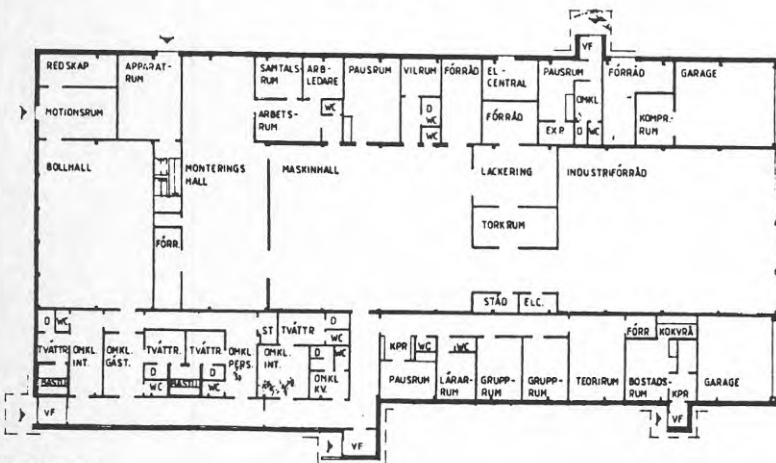 VF
REDSKAP
APPARAT-
RUM
SAMTALS-
RUM
ARB-
LEDARE
PAUSRUM
VILRUM
FÖRRÅD
EL-
CENTRAL
PAUSRUM
FÖRRÅD
GARAGE
OMKL
MOTIONSRUM
ARBETS-
RUM
WC
D
WC
WC
FÖRRÅD
EXP.
D
WC
KOMPR.-
RUM
BOLLHALL
MONTERINGS
HALL
MASKINHALL
LACKERING
INDUSTRIFÖRRÅD
TORKRUM
FÖRR.
STÄD
ELC.
D
WC
ST
TVÄTTR
D
WC
FÖRR
KOKVRÅ
TVÄTTR.
OMKL.
INT.
OMKL.
GÄST.
TVÄTTR.
TVÄTTR.
OMKL.
PERS.
OMKL.
INT.
D
WC
KPR
WC
WC
D
WC
BASTU
D
WC
OMKL
KV.
BASTU
PAUSRUM
LÄRAR-
RUM
GRUPP-
RUM
GRUPP-
RUM
TEORIRUM
BOSTADS-
RUM
KPR
GARAGE
VF
VF
VF